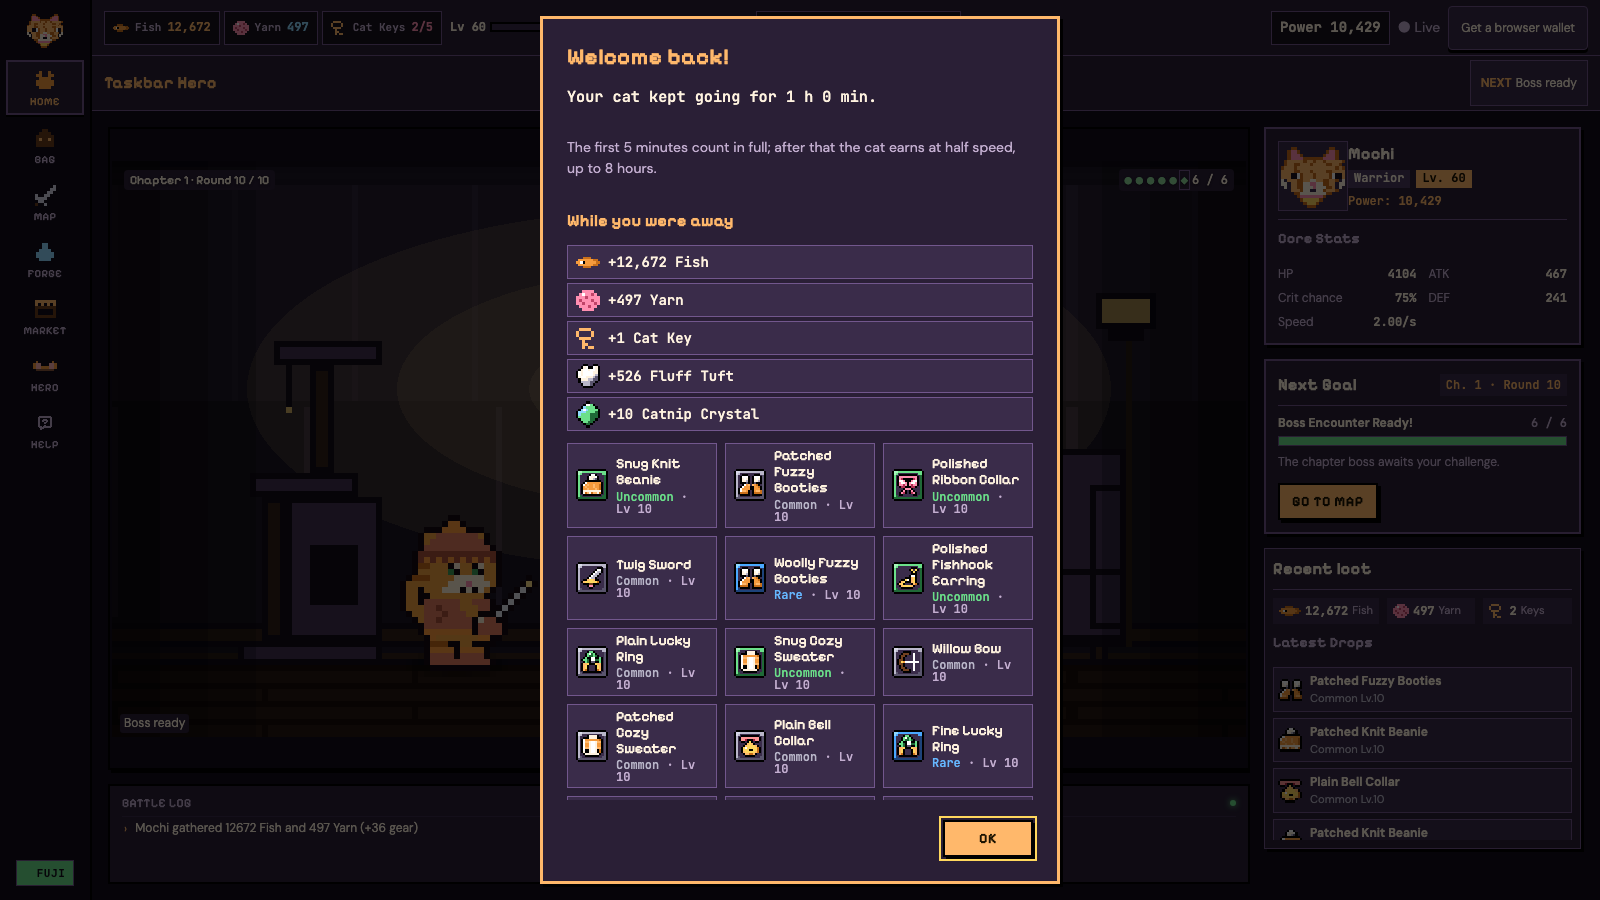 Fish 12,672
Yarn 497
Cat Keys 2/5
Lv 60
Power 10,429
Live
Get a browser wallet
HOME
BAG
MAP
FORGE
MARKET
HERO
HELP
FUJI
Taskbar Hero
NEXT Boss ready
Chapter 1 · Round 10 / 10
6 / 6
Boss ready
BATTLE LOG
› Mochi gathered 12672 Fish and 497 Yarn (+36 gear)
Welcome back!
Your cat kept going for 1 h 0 min.
The first 5 minutes count in full; after that the cat earns at half speed,
up to 8 hours.
While you were away
+12,672 Fish
+497 Yarn
+1 Cat Key
+526 Fluff Tuft
+10 Catnip Crystal
Snug Knit
Beanie
Uncommon ·
Lv 10
Patched
Fuzzy
Booties
Common · Lv
10
Polished
Ribbon Collar
Uncommon ·
Lv 10
Twig Sword
Common · Lv
10
Woolly Fuzzy
Booties
Rare · Lv 10
Polished
Fishhook
Earring
Uncommon ·
Lv 10
Plain Lucky
Ring
Common · Lv
10
Snug Cozy
Sweater
Uncommon ·
Lv 10
Willow Bow
Common · Lv
10
Patched
Cozy
Sweater
Common · Lv
10
Plain Bell
Collar
Common · Lv
10
Fine Lucky
Ring
Rare · Lv 10
OK
Mochi
Warrior Lv. 60
Power: 10,429
Core Stats
HP 4104 ATK 467
Crit chance 75% DEF 241
Speed 2.00/s
Next Goal Ch. 1 · Round 10
Boss Encounter Ready! 6 / 6
The chapter boss awaits your challenge.
GO TO MAP
Recent loot
12,672 Fish 497 Yarn 2 Keys
Latest Drops
Patched Fuzzy Booties
Common Lv.10
Patched Knit Beanie
Common Lv.10
Plain Bell Collar
Common Lv.10
Patched Knit Beanie